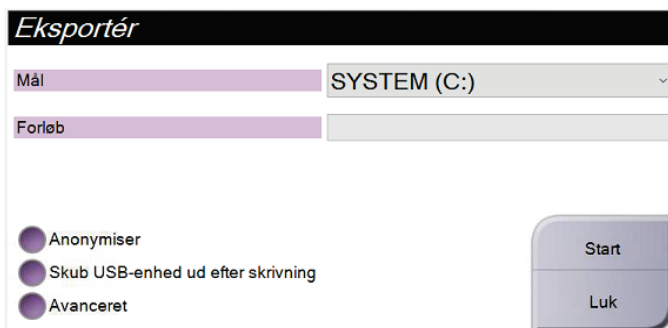 Eksportér
Mål
SYSTEM (C:)
Forløb
Anonymiser
Skub USB-enhed ud efter skrivning
Avanceret
Start
Luk